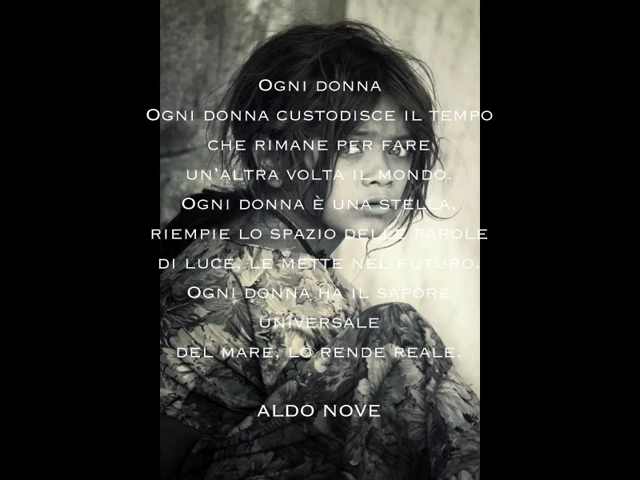 Ogni donna
Ogni donna custodisce il tempo
che rimane per fare
un'altra volta il mondo.
Ogni donna è una stella,
riempie lo spazio delle parole
di luce, le mette nel futuro.
Ogni donna ha il sapore
universale
del mare, lo rende reale.
ALDO NOVE